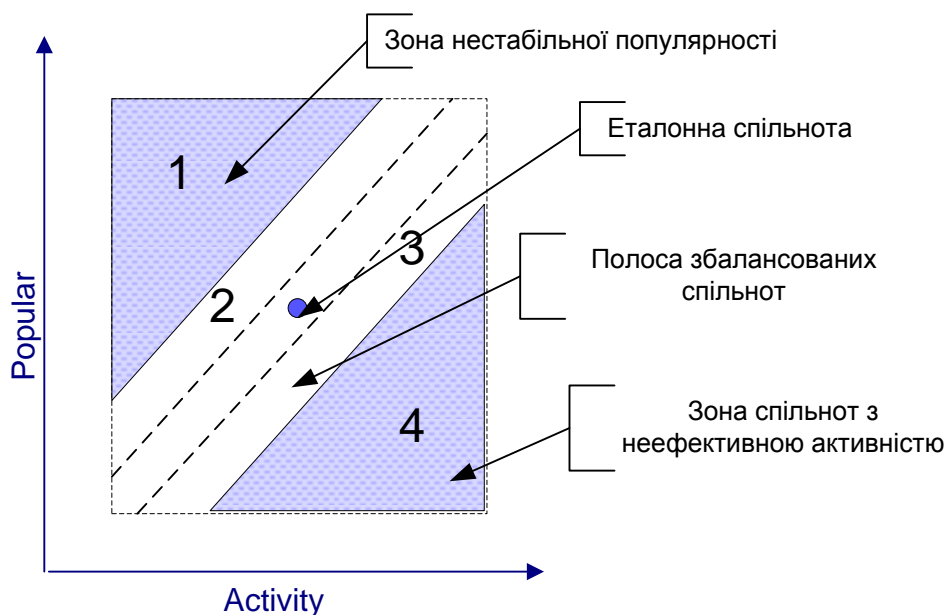 Зона нестабільної популярності
Еталонна спільнота
1
3
Полоса збалансованих
спільнот
2
Popular
4
Зона спільнот з
неефективною активністю
Activity